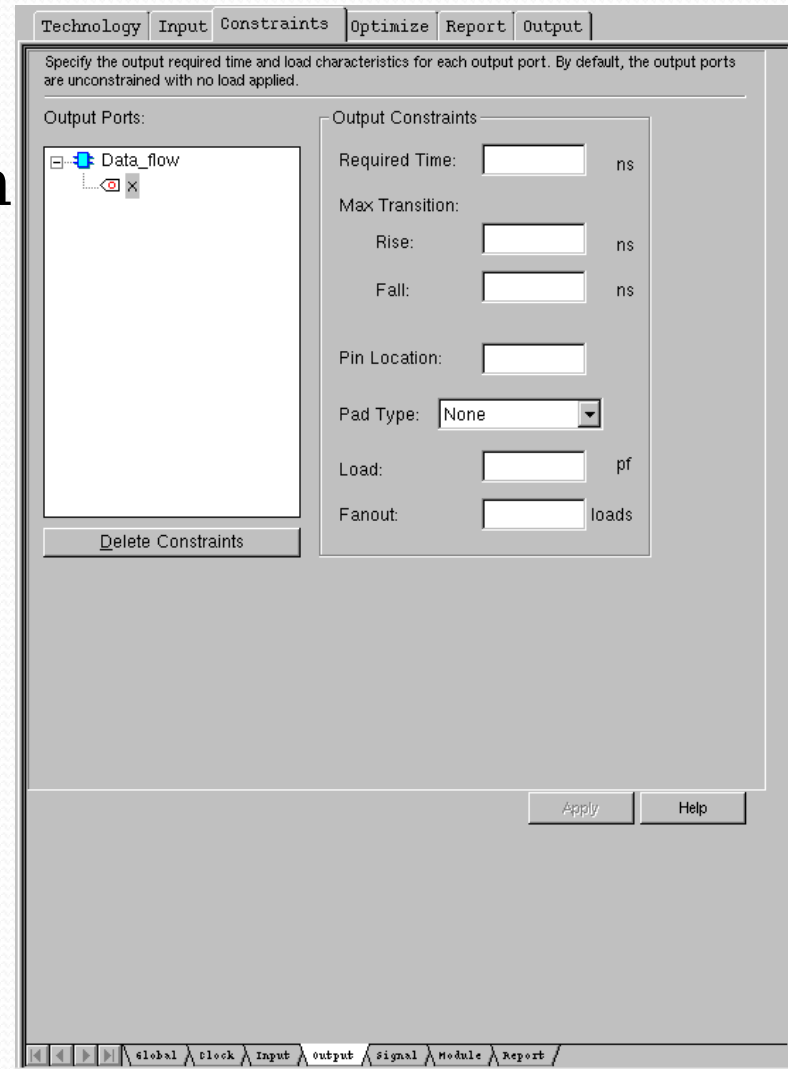 Technology Input Constraints Optimize Report Output
Specify the output required time and load characteristics for each output port. By default, the output ports
are unconstrained with no load applied.
Output Ports:
Data_flow
x
Delete Constraints
Output Constraints
Required Time: ns
Max Transition:
Rise: ns
Fall: ns
Pin Location:
Pad Type: None
Load: pf
Fanout: loads
Apply Help
Global Clock Input Output Signal Module Report